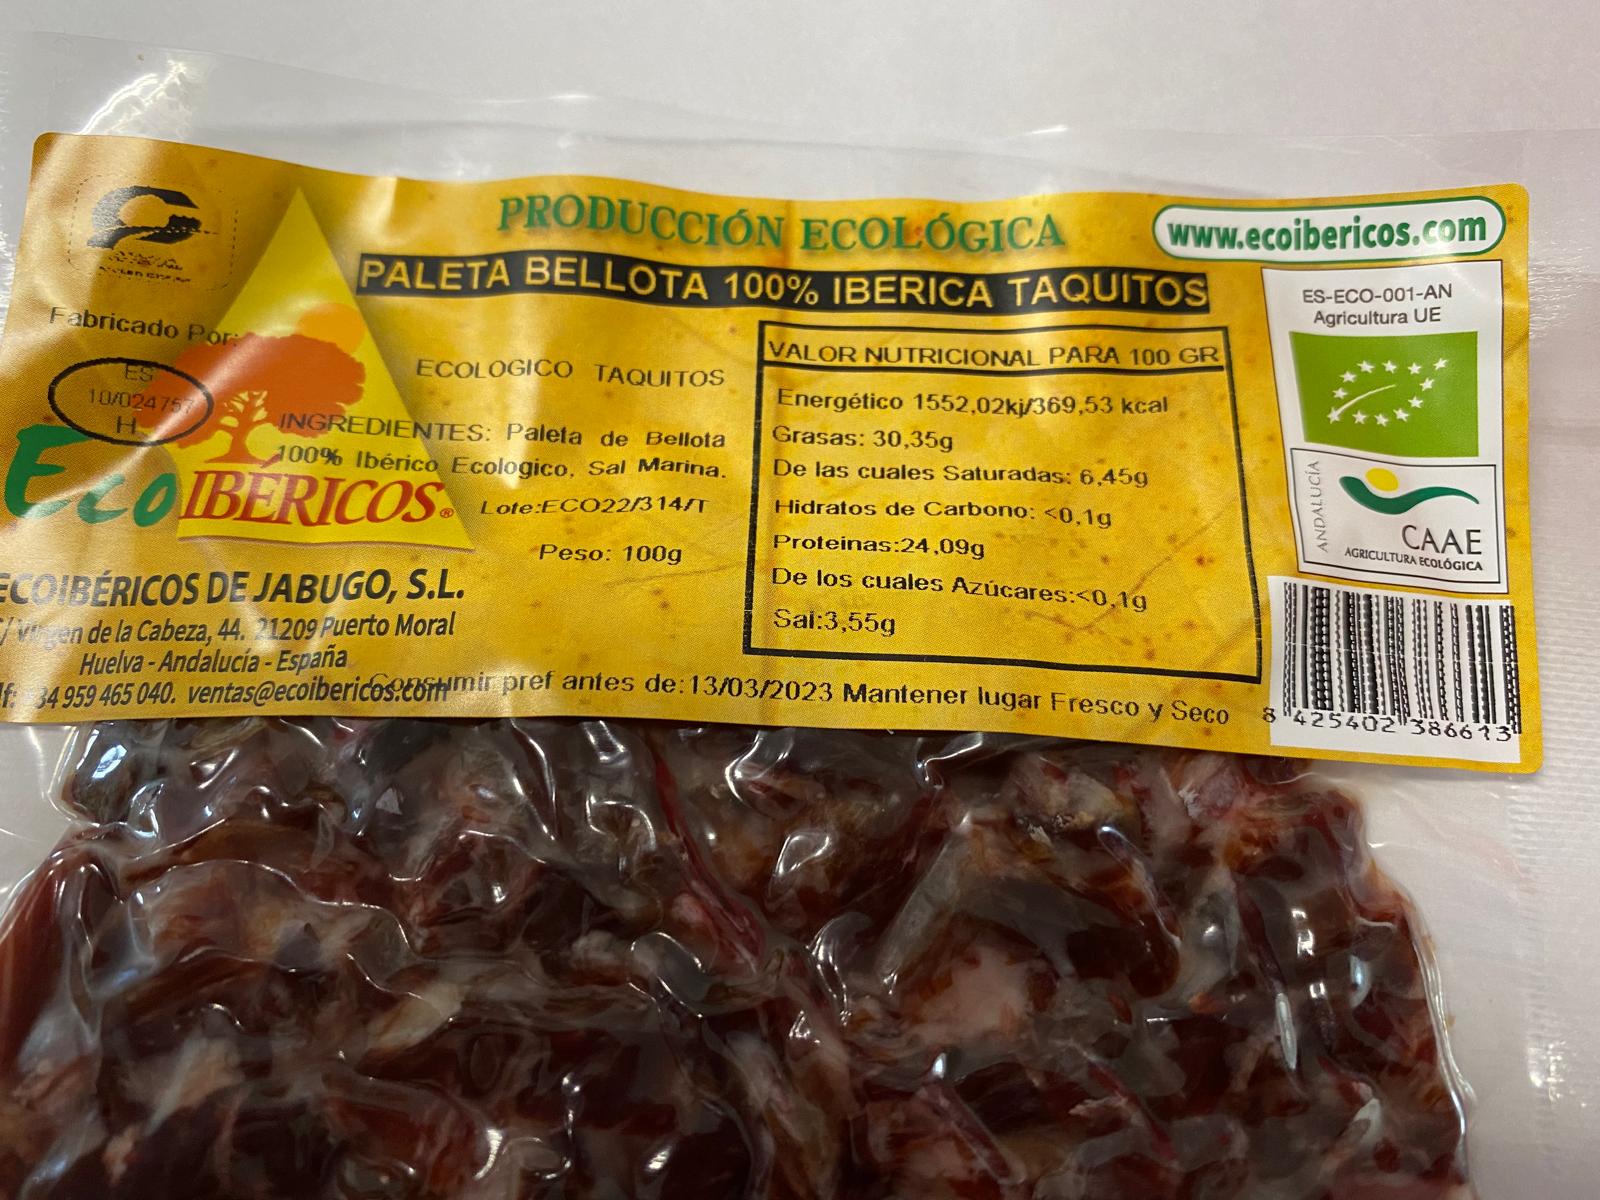 PRODUCCIÓN ECOLÓGICA
www.ecoibericos.com
PALETA BELLOTA 100% IBERICA TAQUITOS
Fabricado Por:
ES
10/024757
H
EcoIBÉRICOS®
ECOIBÉRICOS DE JABUGO, S.L.
C/ Virgen de la Cabeza, 44. 21209 Puerto Moral
Huelva - Andalucía - España
34 959 465 040. ventas@ecoibericos.com
ECOLOGICO TAQUITOS
INGREDIENTES: Paleta de Bellota
100% Ibérico Ecologico, Sal Marina.
Lote:ECO22/314/T
Peso: 100g
VALOR NUTRICIONAL PARA 100 GR
Energético 1552,02kj/369,53 kcal
Grasas: 30,35g
De las cuales Saturadas: 6,45g
Hidratos de Carbono: <0,1g
Proteinas:24,09g
De los cuales Azúcares:<0,1g
Sal:3,55g
Consumir pref antes de:13/03/2023 Mantener lugar Fresco y Seco
ES-ECO-001-AN
Agricultura UE
ANDALUCÍA
CAAE
AGRICULTURA ECOLÓGICA
8 425402 386613